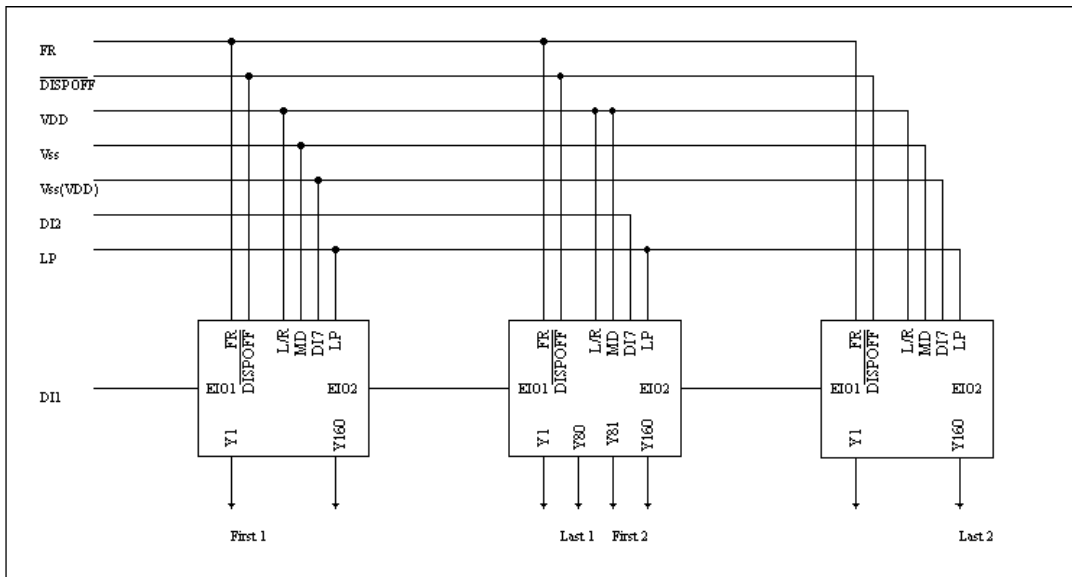 FR
DISPOFF
VDD
Vss
Vss(VDD)
DI2
LP
DI1
FR
DISPOFF
L/R
MD
DI7
LP
EIO1
EIO2
Y1
Y160
FR
DISPOFF
L/R
MD
DI7
LP
EIO1
EIO2
Y1
Y80
Y81
Y160
FR
DISPOFF
L/R
MD
DI7
LP
EIO1
EIO2
Y1
Y160
First 1
Last 1
First 2
Last 2